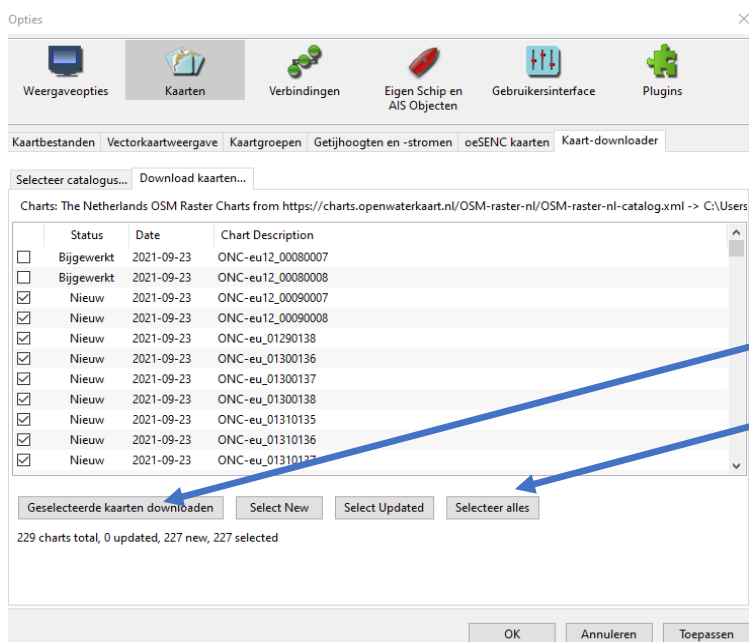 Opties
Weergaveopties Kaarten Verbindingen Eigen Schip en AIS Objecten Gebruikersinterface Plugins
Kaartbestanden Vectorkaartweergave Kaartgroepen Getijhoogten en -stromen oeSENC kaarten Kaart-downloader
Selecteer catalogus... Download kaarten...
Charts: The Netherlands OSM Raster Charts from https://charts.openwaterkaart.nl/OSM-raster-nl/OSM-raster-nl-catalog.xml -> C:\Users
Status Date Chart Description
Bijgewerkt 2021-09-23 ONC-eu12_00080007
Bijgewerkt 2021-09-23 ONC-eu12_00080008
Nieuw 2021-09-23 ONC-eu12_00090007
Nieuw 2021-09-23 ONC-eu12_00090008
Nieuw 2021-09-23 ONC-eu_01290138
Nieuw 2021-09-23 ONC-eu_01300136
Nieuw 2021-09-23 ONC-eu_01300137
Nieuw 2021-09-23 ONC-eu_01300138
Nieuw 2021-09-23 ONC-eu_01310135
Nieuw 2021-09-23 ONC-eu_01310136
Nieuw 2021-09-23 ONC-eu_01310137
Geselecteerde kaarten downloaden Select New Select Updated Selecteer alles
229 charts total, 0 updated, 227 new, 227 selected
OK Annuleren Toepassen